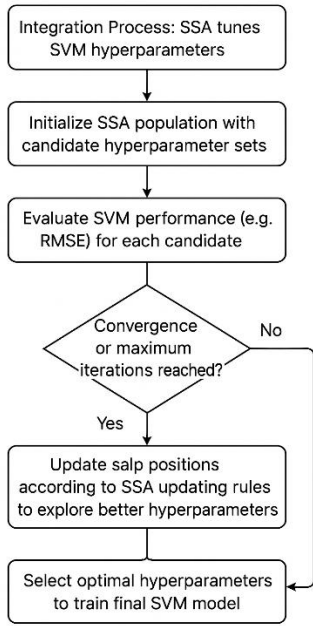 Integration Process: SSA tunes
SVM hyperparameters
Initialize SSA population with
candidate hyperparameter sets
Evaluate SVM performance (e.g.
RMSE) for each candidate
Convergence
or maximum
iterations reached?
No
Yes
Update salp positions
according to SSA updating rules
to explore better hyperparameters
Select optimal hyperparameters
to train final SVM model